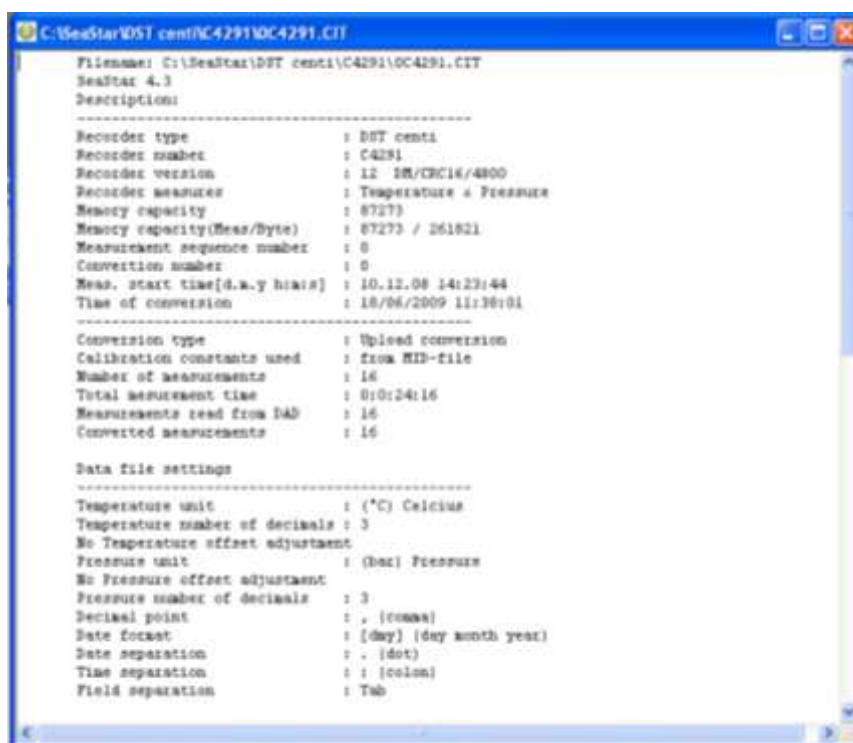 C:\SeaStar\DST centi\C4291\0C4291.CIT
Filename: C:\SeaStar\DST centi\C4291\0C4291.CIT
SeaStar 4.3
Description:
-----------------------------------------------
Recorder type : DST centi
Recorder number : C4291
Recorder version : 12 DM/CRC16/4800
Recorder measures : Temperature & Pressure
Memory capacity : 87273
Memory capacity(Meas/Byte) : 87273 / 261821
Measurement sequence number : 0
Convertion number : 0
Meas. start time[d.m.y h:m:s] : 10.12.08 14:23:44
Time of conversion : 18/06/2009 11:38:01
-----------------------------------------------
Conversion type : Upload conversion
Calibration constants used : from MID-file
Number of measurements : 16
Total mesurement time : 0:0:24:16
Measurements read from DAD : 16
Converted measurements : 16
Data file settings
-----------------------------------------------
Temperature unit : (°C) Celcius
Temperature number of decimals : 3
No Temperature offset adjustment
Pressure unit : (bar) Pressure
No Pressure offset adjustment
Pressure number of decimals : 3
Decimal point : , (comma)
Date format : [dmy] (day month year)
Date separation : . (dot)
Time separation : : (colon)
Field separation : Tab